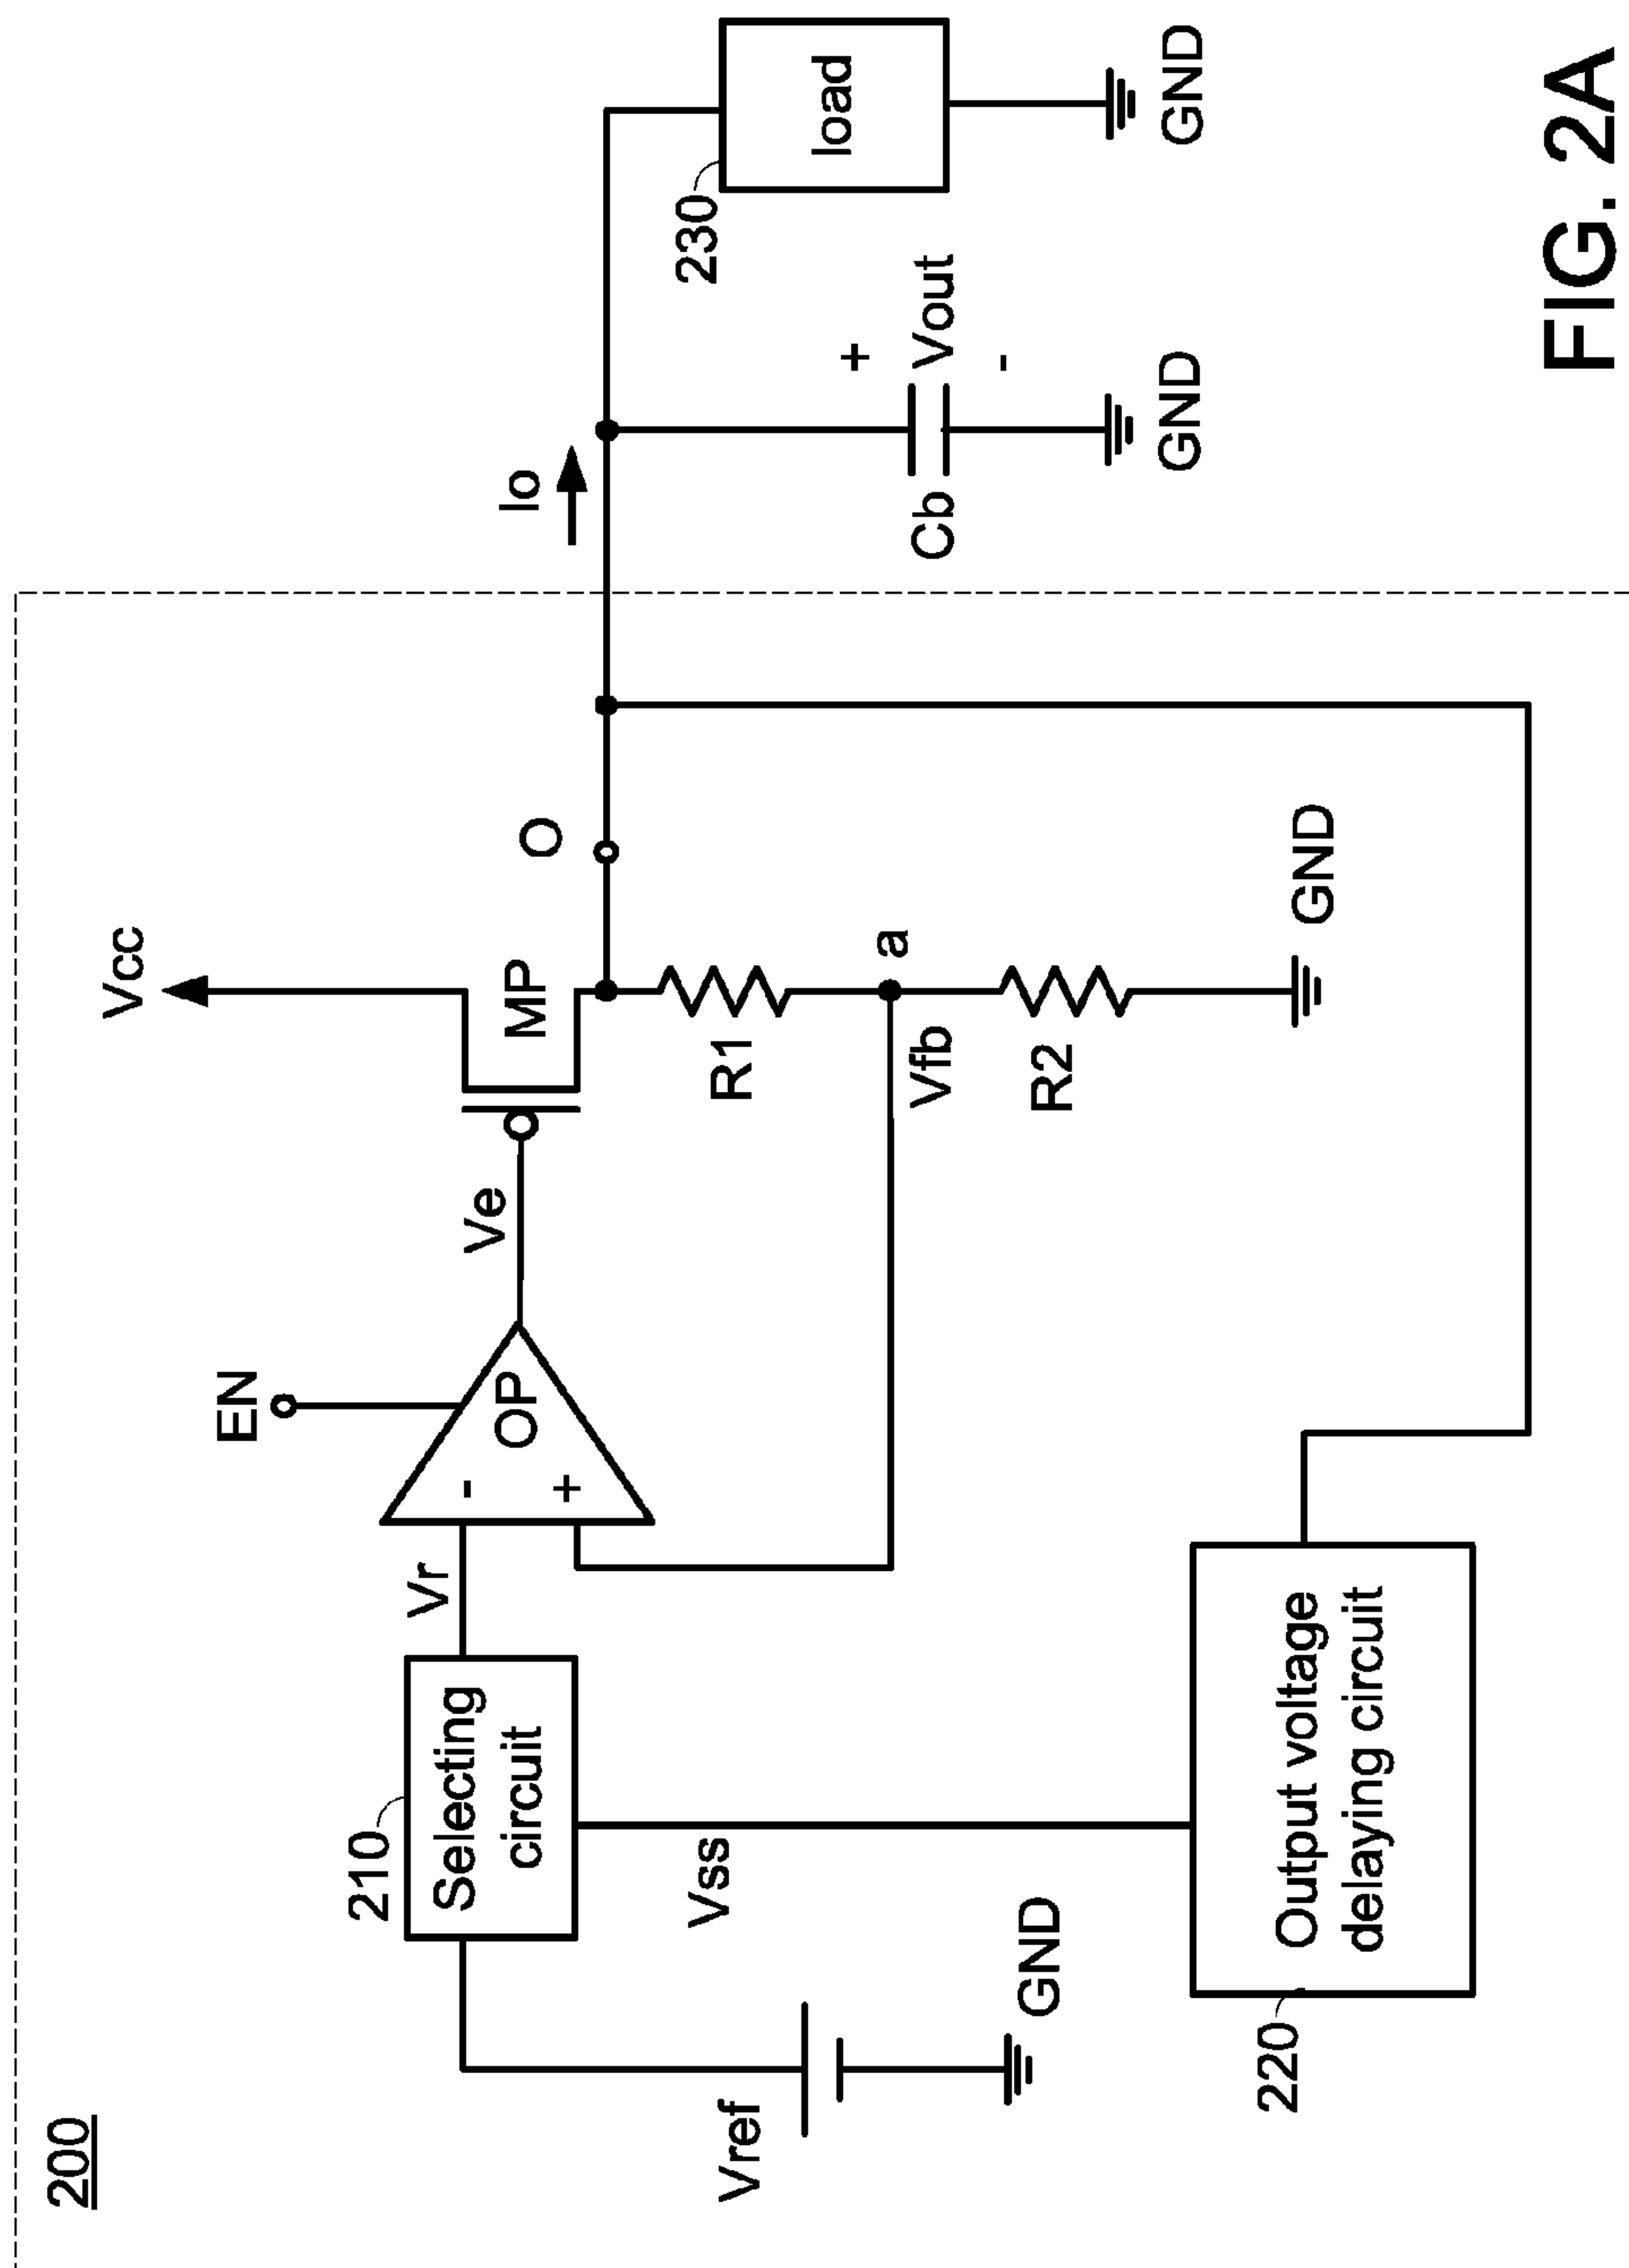 200
Vcc
EN
Ve
MP
O
Io
Vr
-
OP
+
210
Selecting
circuit
R1
230
load
Vref
Vss
Vfb
a
+
Cb
Vout
-
R2
GND
GND
GND
GND
220
Output voltage
delaying circuit
FIG. 2A